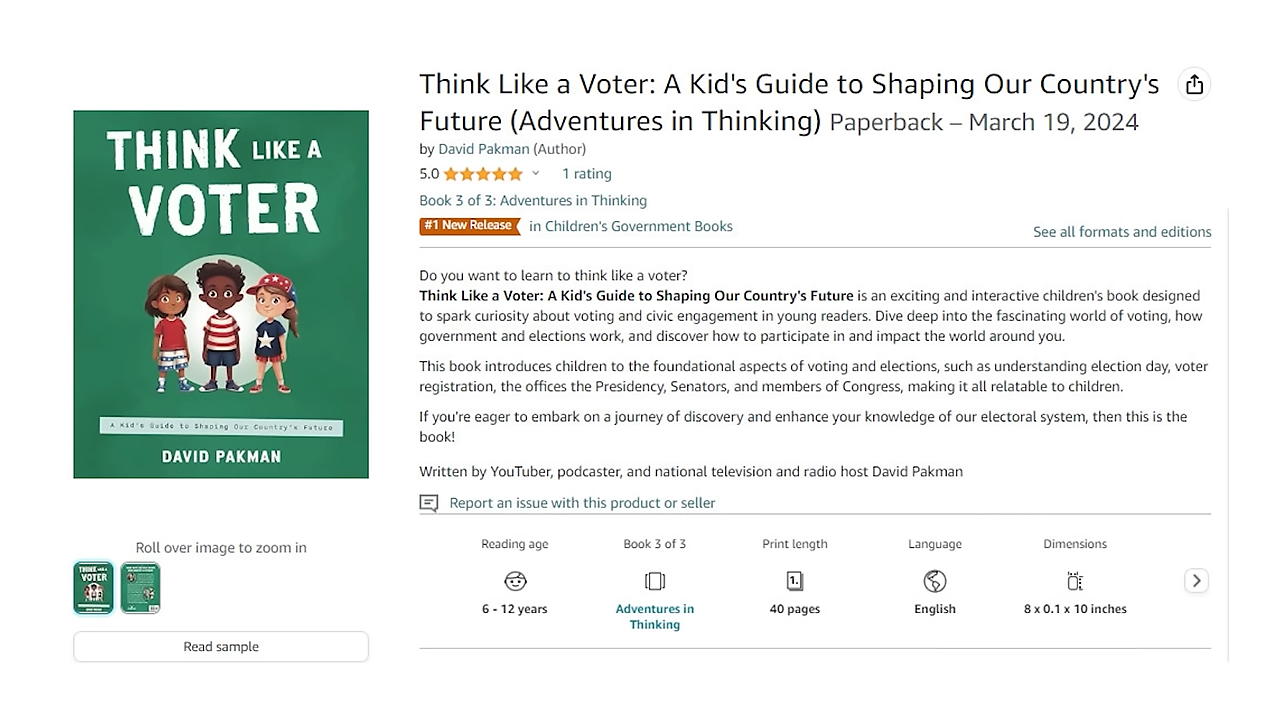 THINK LIKE A
VOTER
A Kid's Guide to Shaping Our Country's Future
DAVID PAKMAN
Roll over image to zoom in
THINK LIKE A
VOTER
Read sample
Think Like a Voter: A Kid's Guide to Shaping Our Country's
Future (Adventures in Thinking) Paperback – March 19, 2024
by David Pakman (Author)
5.0
1 rating
Book 3 of 3: Adventures in Thinking
#1 New Release in Children's Government Books
See all formats and editions
Do you want to learn to think like a voter?
Think Like a Voter: A Kid's Guide to Shaping Our Country's Future is an exciting and interactive children's book designed
to spark curiosity about voting and civic engagement in young readers. Dive deep into the fascinating world of voting, how
government and elections work, and discover how to participate in and impact the world around you.
This book introduces children to the foundational aspects of voting and elections, such as understanding election day, voter
registration, the offices the Presidency, Senators, and members of Congress, making it all relatable to children.
If you're eager to embark on a journey of discovery and enhance your knowledge of our electoral system, then this is the
book!
Written by YouTuber, podcaster, and national television and radio host David Pakman
Report an issue with this product or seller
Reading age
6 - 12 years
Book 3 of 3
Adventures in
Thinking
Print length
1.
40 pages
Language
English
Dimensions
8 x 0.1 x 10 inches